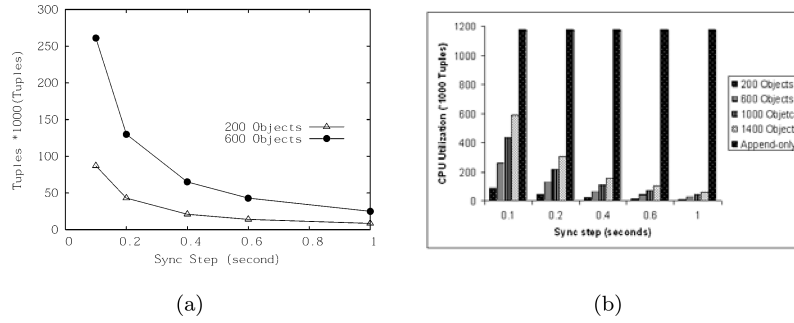 300
250
200
150
100
50
0
Tuples *1000(Tuples)
200 Objects
600 Objects
0 0.2 0.4 0.6 0.8 1
Sync Step (second)
(a)
1200
1000
800
600
400
200
0
CPU Utilization (*1000 Tuples)
200 Objects
600 Objects
1000 Objetc
1400 Object
Append-only
0.1 0.2 0.4 0.6 1
Sync step (seconds)
(b)